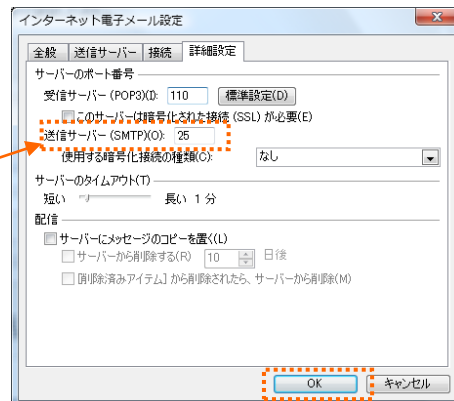 インターネット電子メール設定
全般 送信サーバー 接続 詳細設定
サーバーのポート番号
受信サーバー (POP3)(I): 110 標準設定(D)
このサーバーは暗号化された接続 (SSL) が必要(E)
送信サーバー (SMTP)(O): 25
使用する暗号化接続の種類(C): なし
サーバーのタイムアウト(T)
短い 長い 1 分
配信
サーバーにメッセージのコピーを置く(L)
サーバーから削除する(R) 10 日後
[削除済みアイテム] から削除されたら、サーバーから削除(M)
OK キャンセル